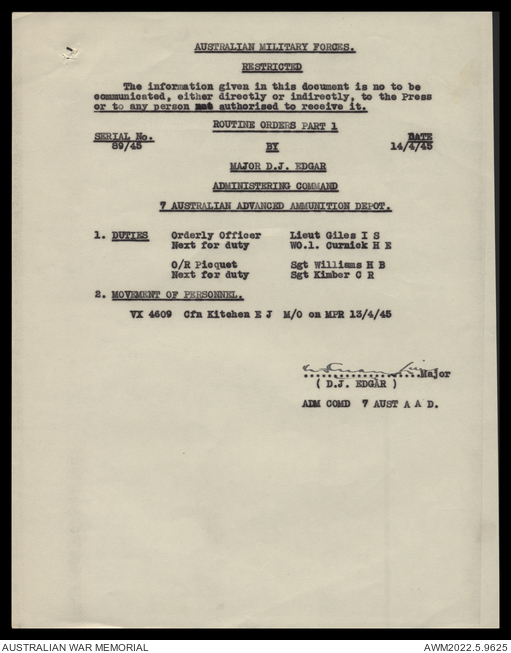 AUSTRALIAN MILITARY FORCES.
RESTRICTED
The information given in this document is no to be
communicated, either directly or indirectly, to the Press
or to any person not authorised to receive it.
ROUTINE ORDERS PART 1
SERIAL No. DATE
89/45 BY 14/4/45
MAJOR D.J. EDGAR
ADMINISTERING COMMAND
7 AUSTRALIAN ADVANCED AMMUNITION DEPOT.
1. DUTIES Orderly Officer Lieut Giles I S
Next for duty WO.1. Curnick H E
O/R Picquet Sgt Williams H B
Next for duty Sgt Kimber C R
2. MOVEMENT OF PERSONNEL.
VX 4609 Cfn Kitchen E J M/O on MPR 13/4/45
Major
( D.J. EDGAR )
ADM COMD 7 AUST A A D.
AUSTRALIAN WAR MEMORIAL AWM2022.5.9625